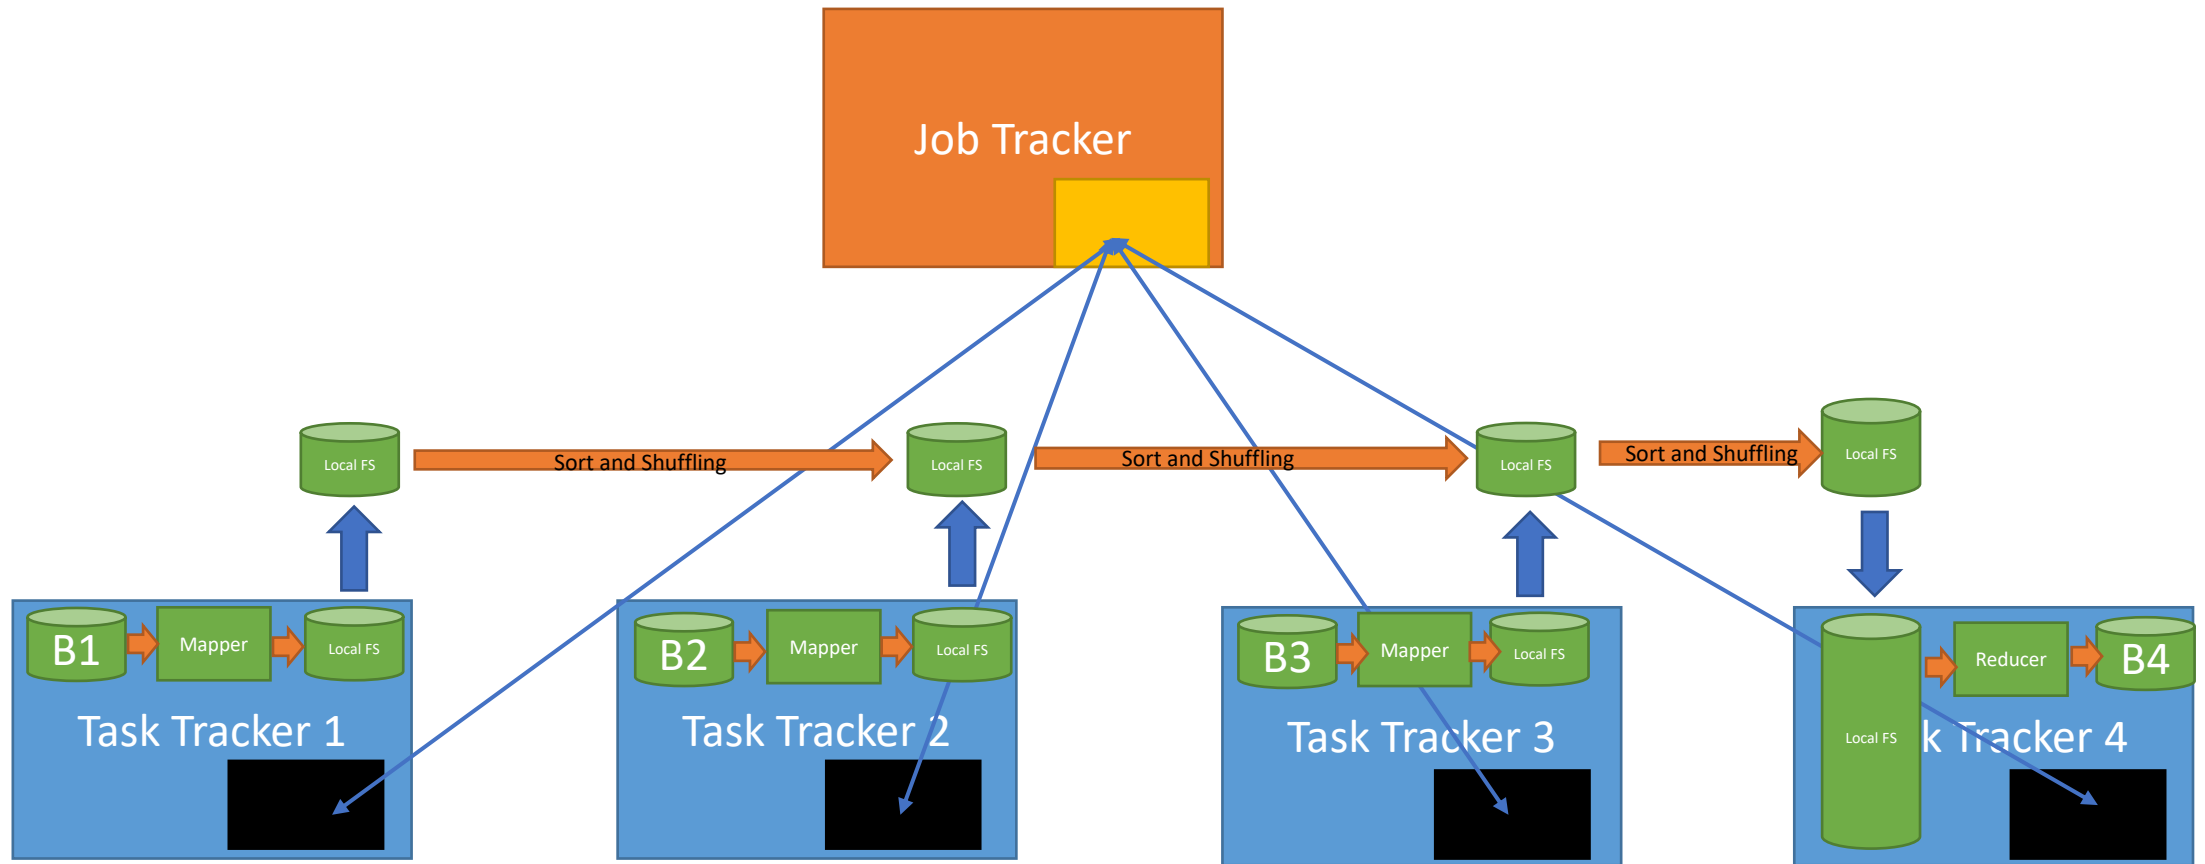 Job Tracker
Local FS
Sort and Shuffling
Local FS
Sort and Shuffling
Local FS
Sort and Shuffling
Local FS
B1
Mapper
Local FS
B2
Mapper
Local FS
B3
Mapper
Local FS
Reducer
B4
Task Tracker 1
Task Tracker 2
Task Tracker 3
Local FS
k Tracker 4